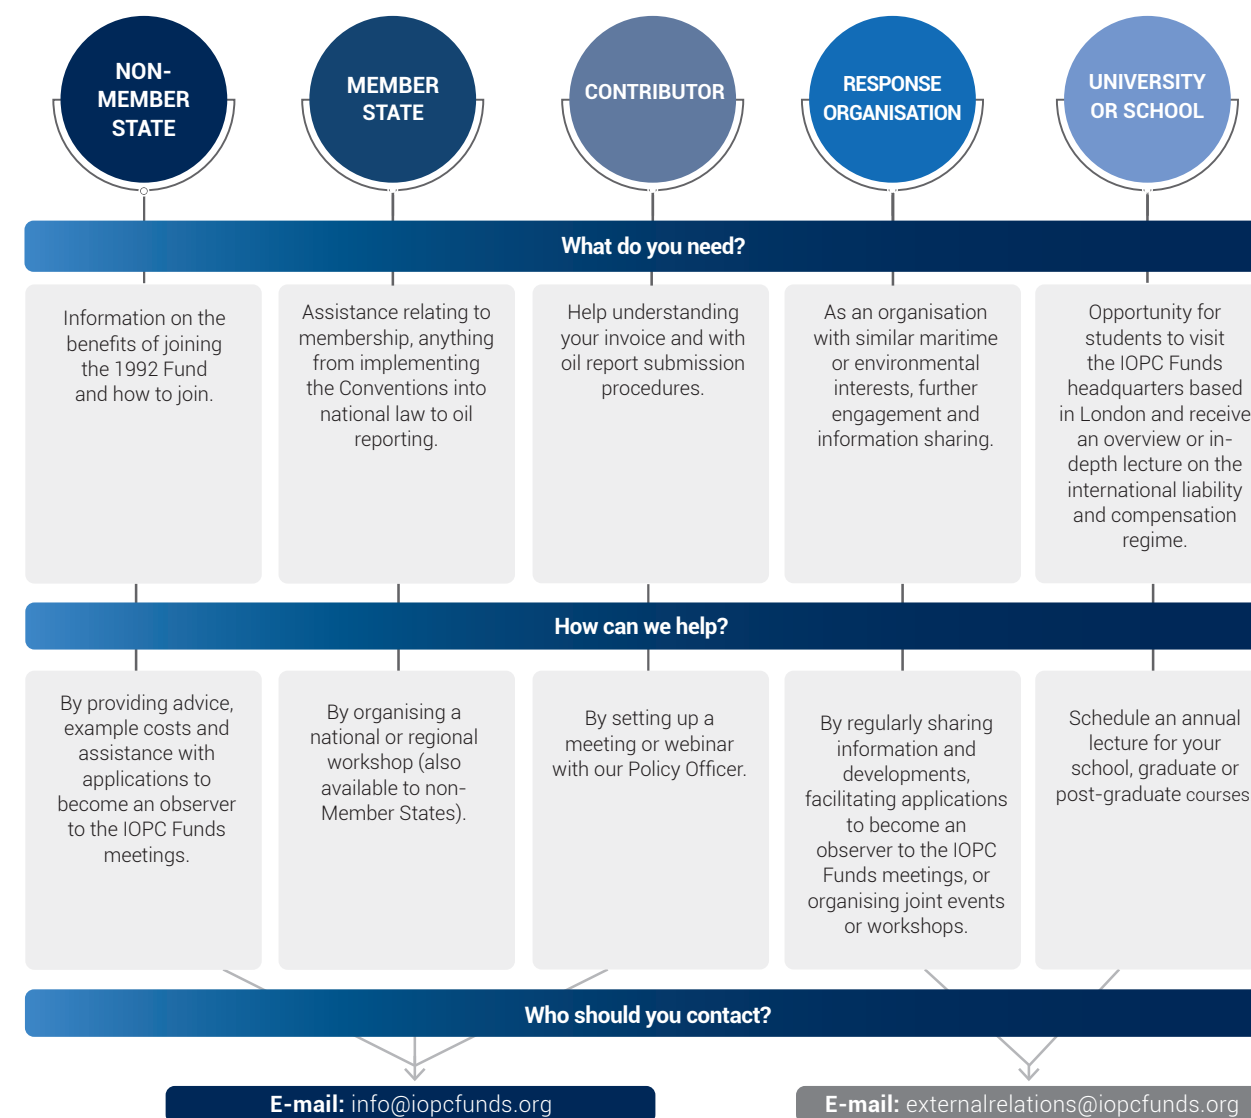 NON-
MEMBER
STATE
MEMBER
STATE
CONTRIBUTOR
RESPONSE
ORGANISATION
UNIVERSITY
OR SCHOOL
What do you need?
Information on the
benefits of joining
the 1992 Fund
and how to join.
Assistance relating to
membership, anything
from implementing
the Conventions into
national law to oil
reporting.
Help understanding
your invoice and with
oil report submission
procedures.
As an organisation
with similar maritime
or environmental
interests, further
engagement and
information sharing.
Opportunity for
students to visit
the IOPC Funds
headquarters based
in London and receive
an overview or in-
depth lecture on the
international liability
and compensation
regime.
How can we help?
By providing advice,
example costs and
assistance with
applications to
become an observer
to the IOPC Funds
meetings.
By organising a
national or regional
workshop (also
available to non-
Member States).
By setting up a
meeting or webinar
with our Policy Officer.
By regularly sharing
information and
developments,
facilitating applications
to become an
observer to the IOPC
Funds meetings, or
organising joint events
or workshops.
Schedule an annual
lecture for your
school, graduate or
post-graduate courses
Who should you contact?
E-mail: info@iopcfunds.org
E-mail: externalrelations@iopcfunds.org